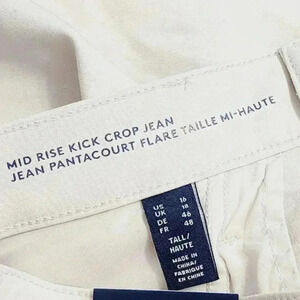 MID RISE KICK CROP JEAN
JEAN PANTACOURT FLARE TAILLE MI-HAUTE
US 16
UK 18
DE 46
FR 48
TALL/
HAUTE
MADE IN
CHINA/
FABRIQUÉ
EN CHINE